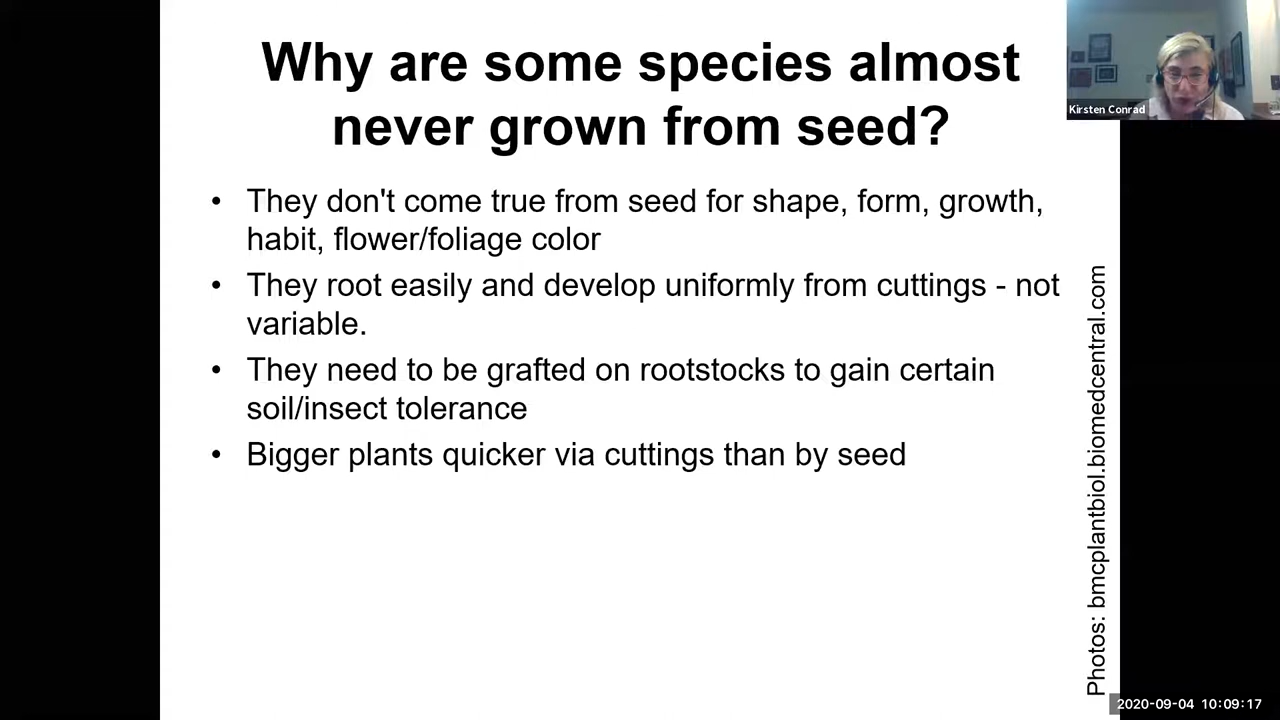 Why are some species almost
never grown from seed?
Kirsten Conrad
• They don't come true from seed for shape, form, growth,
habit, flower/foliage color
• They root easily and develop uniformly from cuttings - not
variable.
• They need to be grafted on rootstocks to gain certain
soil/insect tolerance
• Bigger plants quicker via cuttings than by seed
Photos: bmcplantbiol.biomedcentral.com
2020-09-04 10:09:17